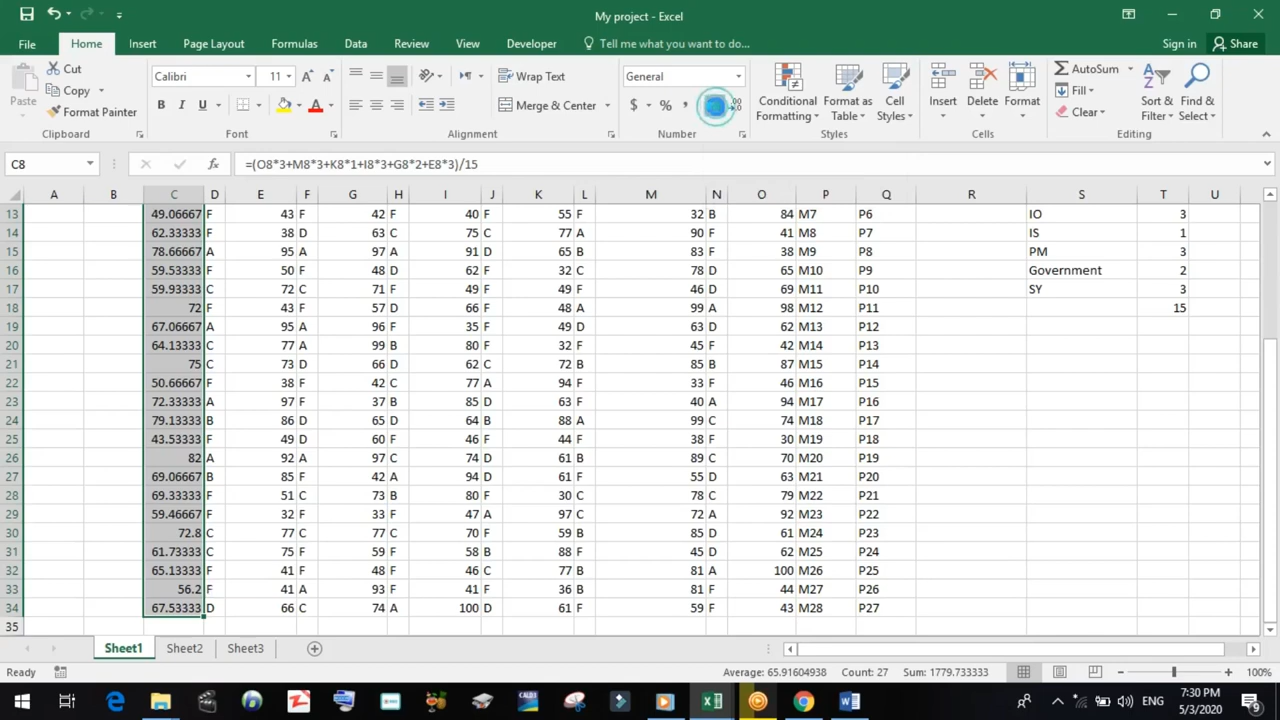 My project - Excel
File Home Insert Page Layout Formulas Data Review View Developer Tell me what you want to do... Sign in Share
Paste Cut Copy Format Painter Clipboard
Calibri 11 B I U A Font
Wrap Text Merge & Center Alignment
General $ % , Number
Conditional Formatting Format as Table Cell Styles Styles
Insert Delete Format Cells
AutoSum Fill Clear Sort & Filter Find & Select Editing
C8 fx =(O8*3+M8*3+K8*1+I8*3+G8*2+E8*3)/15
A B C D E F G H I J K L M N O P Q R S T U
13 49.06667 F 43 F 42 F 40 F 55 F 32 B 84 M7 P6 IO 3
14 62.33333 F 38 D 63 C 75 C 77 A 90 F 41 M8 P7 IS 1
15 78.66667 A 95 A 97 A 91 D 65 B 83 F 38 M9 P8 PM 3
16 59.53333 F 50 F 48 D 62 F 32 C 78 D 65 M10 P9 Government 2
17 59.93333 C 72 C 71 F 49 F 49 F 46 D 69 M11 P10 SY 3
18 72 F 43 F 57 D 66 F 48 A 99 A 98 M12 P11 15
19 67.06667 A 95 A 96 F 35 F 49 D 63 D 62 M13 P12
20 64.13333 C 77 A 99 B 80 F 32 F 45 F 42 M14 P13
21 75 C 73 D 66 D 62 C 72 B 85 B 87 M15 P14
22 50.66667 F 38 F 42 C 77 A 94 F 33 F 46 M16 P15
23 72.33333 A 97 F 37 B 85 D 63 F 40 A 94 M17 P16
24 79.13333 B 86 D 65 D 64 B 88 A 99 C 74 M18 P17
25 43.53333 F 49 D 60 F 46 F 44 F 38 F 30 M19 P18
26 82 A 92 A 97 C 74 D 61 B 89 C 70 M20 P19
27 69.06667 B 85 F 42 A 94 D 61 F 55 D 63 M21 P20
28 69.33333 F 51 C 73 B 80 F 30 C 78 C 79 M22 P21
29 59.46667 F 32 F 33 F 47 A 97 C 72 A 92 M23 P22
30 72.8 C 77 C 77 C 70 F 59 B 85 D 61 M24 P23
31 61.73333 C 75 F 59 F 58 B 88 F 45 D 62 M25 P24
32 65.13333 F 41 F 48 F 46 C 77 B 81 A 100 M26 P25
33 56.2 F 41 A 93 F 41 F 36 B 81 F 44 M27 P26
34 67.53333 D 66 C 74 A 100 D 61 F 59 F 43 M28 P27
35
Sheet1 Sheet2 Sheet3
Ready Average: 65.91604938 Count: 27 Sum: 1779.733333 100%
ENG 7:30 PM
5/3/2020